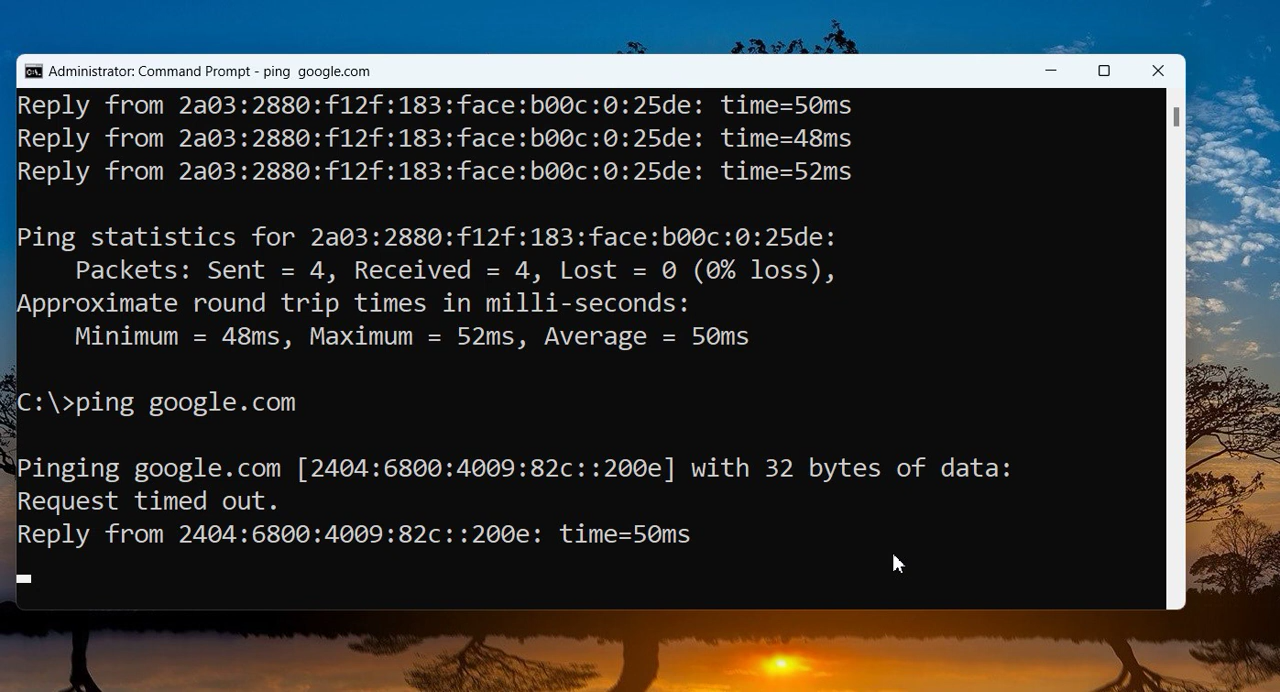 Administrator: Command Prompt - ping  google.com
Reply from 2a03:2880:f12f:183:face:b00c:0:25de: time=50ms
Reply from 2a03:2880:f12f:183:face:b00c:0:25de: time=48ms
Reply from 2a03:2880:f12f:183:face:b00c:0:25de: time=52ms
Ping statistics for 2a03:2880:f12f:183:face:b00c:0:25de:
    Packets: Sent = 4, Received = 4, Lost = 0 (0% loss),
Approximate round trip times in milli-seconds:
    Minimum = 48ms, Maximum = 52ms, Average = 50ms
C:\>ping google.com
Pinging google.com [2404:6800:4009:82c::200e] with 32 bytes of data:
Request timed out.
Reply from 2404:6800:4009:82c::200e: time=50ms